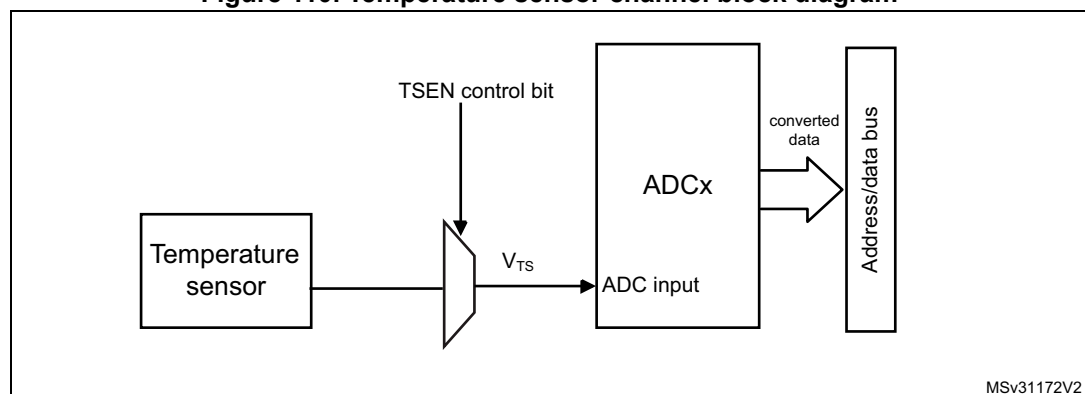 Figure 110. Temperature sensor channel block diagram
TSEN control bit
converted
data
ADCx
Address/data bus
Temperature
sensor
VTS
ADC input
MSv31172V2